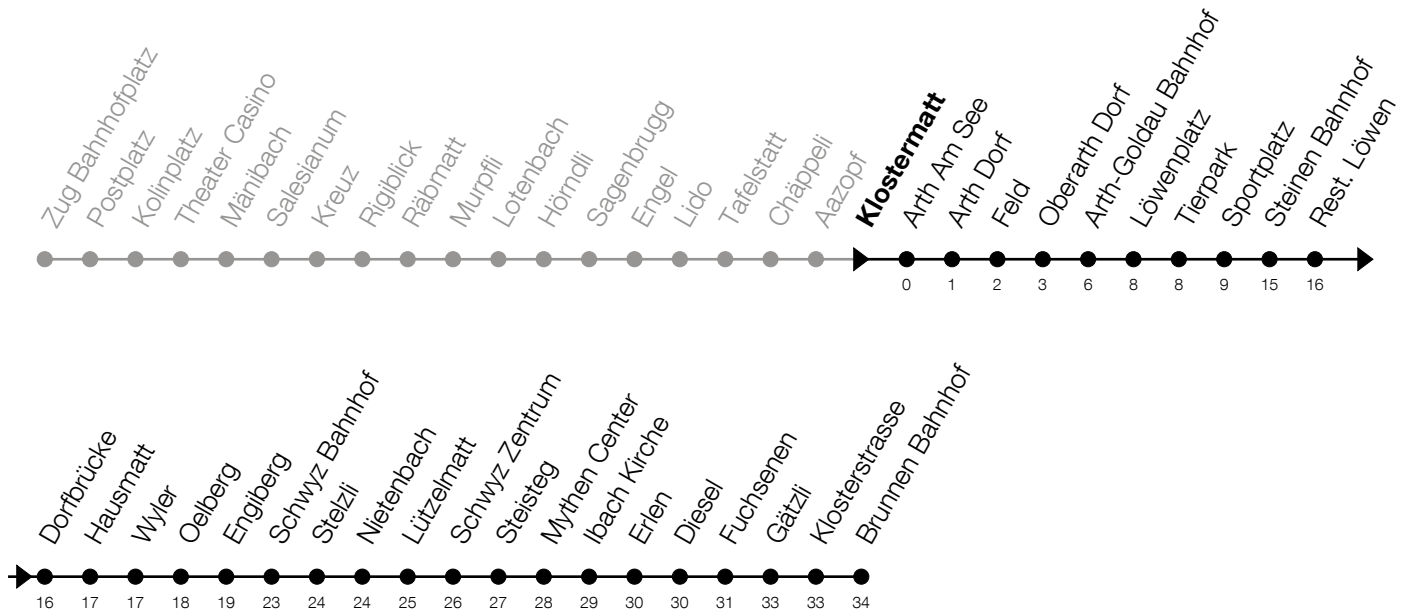 Zug Bahnhofplatz
Postplatz
Kolinplatz
Theater Casino
Mänibach
Salesianum
Kreuz
Rigiblick
Räbmatt
Murpfli
Lotenbach
Hörndli
Sagenbrugg
Engel
Lido
Tafelstatt
Chäppeli
Aazopf
Klostermatt
Arth Am See
Arth Dorf
Feld
Oberarth Dorf
Arth-Goldau Bahnhof
Löwenplatz
Tierpark
Sportplatz
Steinen Bahnhof
Rest. Löwen
0 1 2 3 6 8 8 9 15 16
Dorfbrücke
Hausmatt
Wyler
Oelberg
Engiberg
Schwyz Bahnhof
Stelzli
Nietenbach
Lützelmatt
Schwyz Zentrum
Steisteg
Mythen Center
Ibach Kirche
Erlen
Diesel
Fuchsenen
Gätzli
Klosterstrasse
Brunnen Bahnhof
16 17 17 18 19 23 24 24 25 26 27 28 29 30 30 31 33 33 34